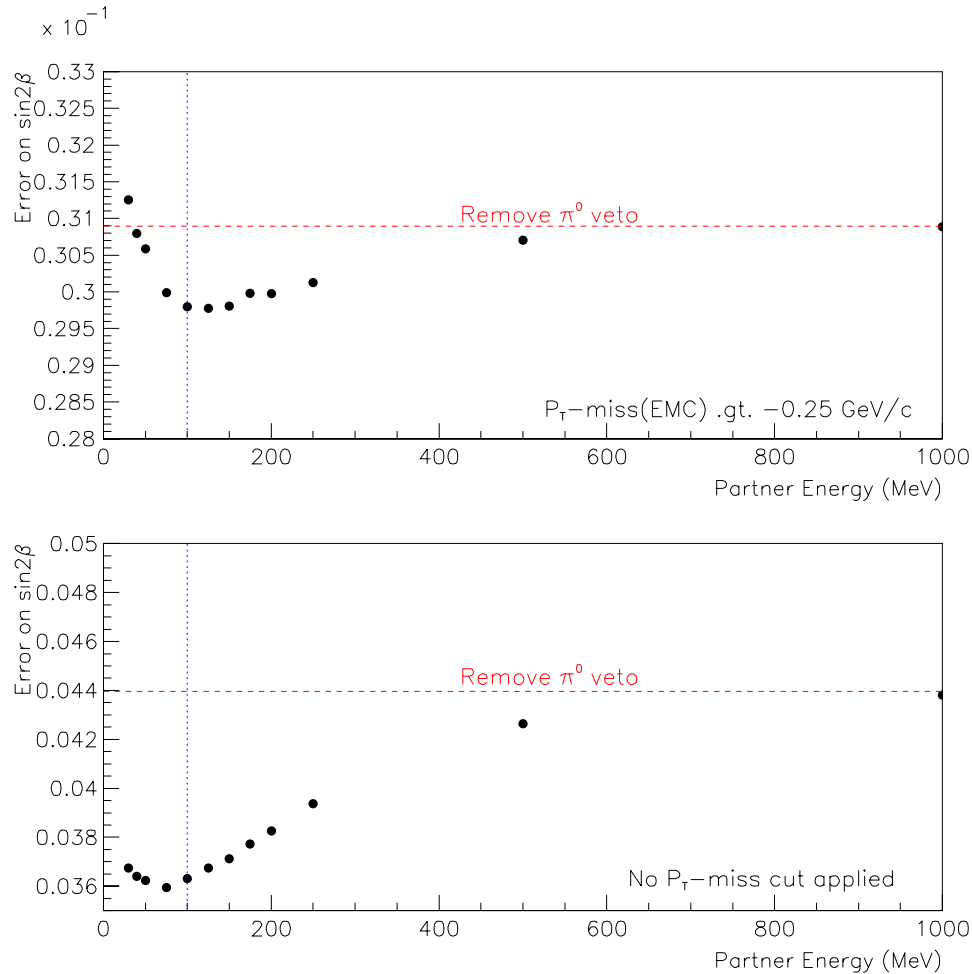 × 10⁻¹
Error on sin2β
0.33
0.325
0.32
0.315
0.31
0.305
0.3
0.295
0.29
0.285
0.28
Remove π⁰ veto
P_T−miss(EMC) .gt. −0.25 GeV/c
0 200 400 600 800 1000
Partner Energy (MeV)
Error on sin2β
0.05
0.048
0.046
0.044
0.042
0.04
0.038
0.036
Remove π⁰ veto
No P_T−miss cut applied
0 200 400 600 800 1000
Partner Energy (MeV)